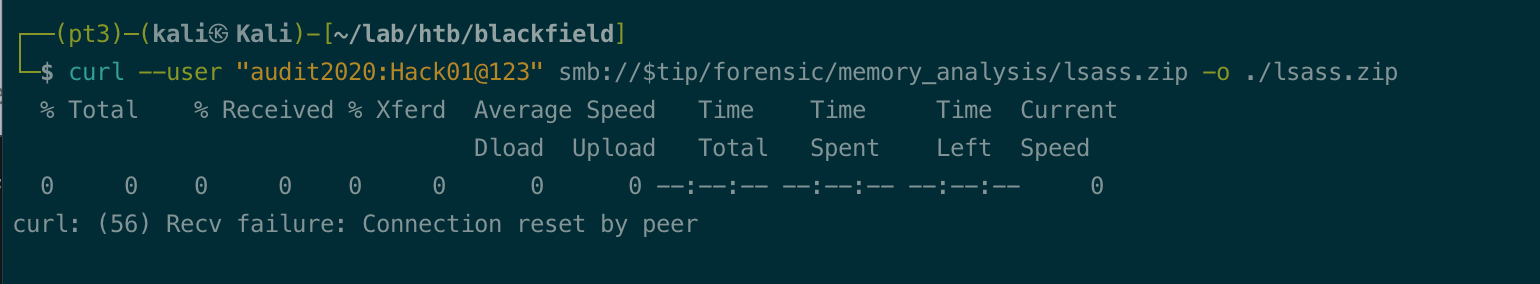 ┌──(pt3)─(kali㉿Kali)-[~/lab/htb/blackfield]
└─$ curl --user "audit2020:Hack01@123" smb://$tip/forensic/memory_analysis/lsass.zip -o ./lsass.zip
% Total % Received % Xferd Average Speed Time Time Time Current
Dload Upload Total Spent Left Speed
0 0 0 0 0 0 0 0 --:--:-- --:--:-- --:--:-- 0
curl: (56) Recv failure: Connection reset by peer